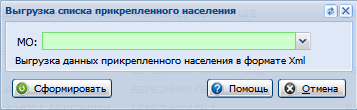 Выгрузка списка прикрепленного населения
МО:
Выгрузка данных прикрепленного населения в формате Xml
Сформировать
Помощь
Отмена